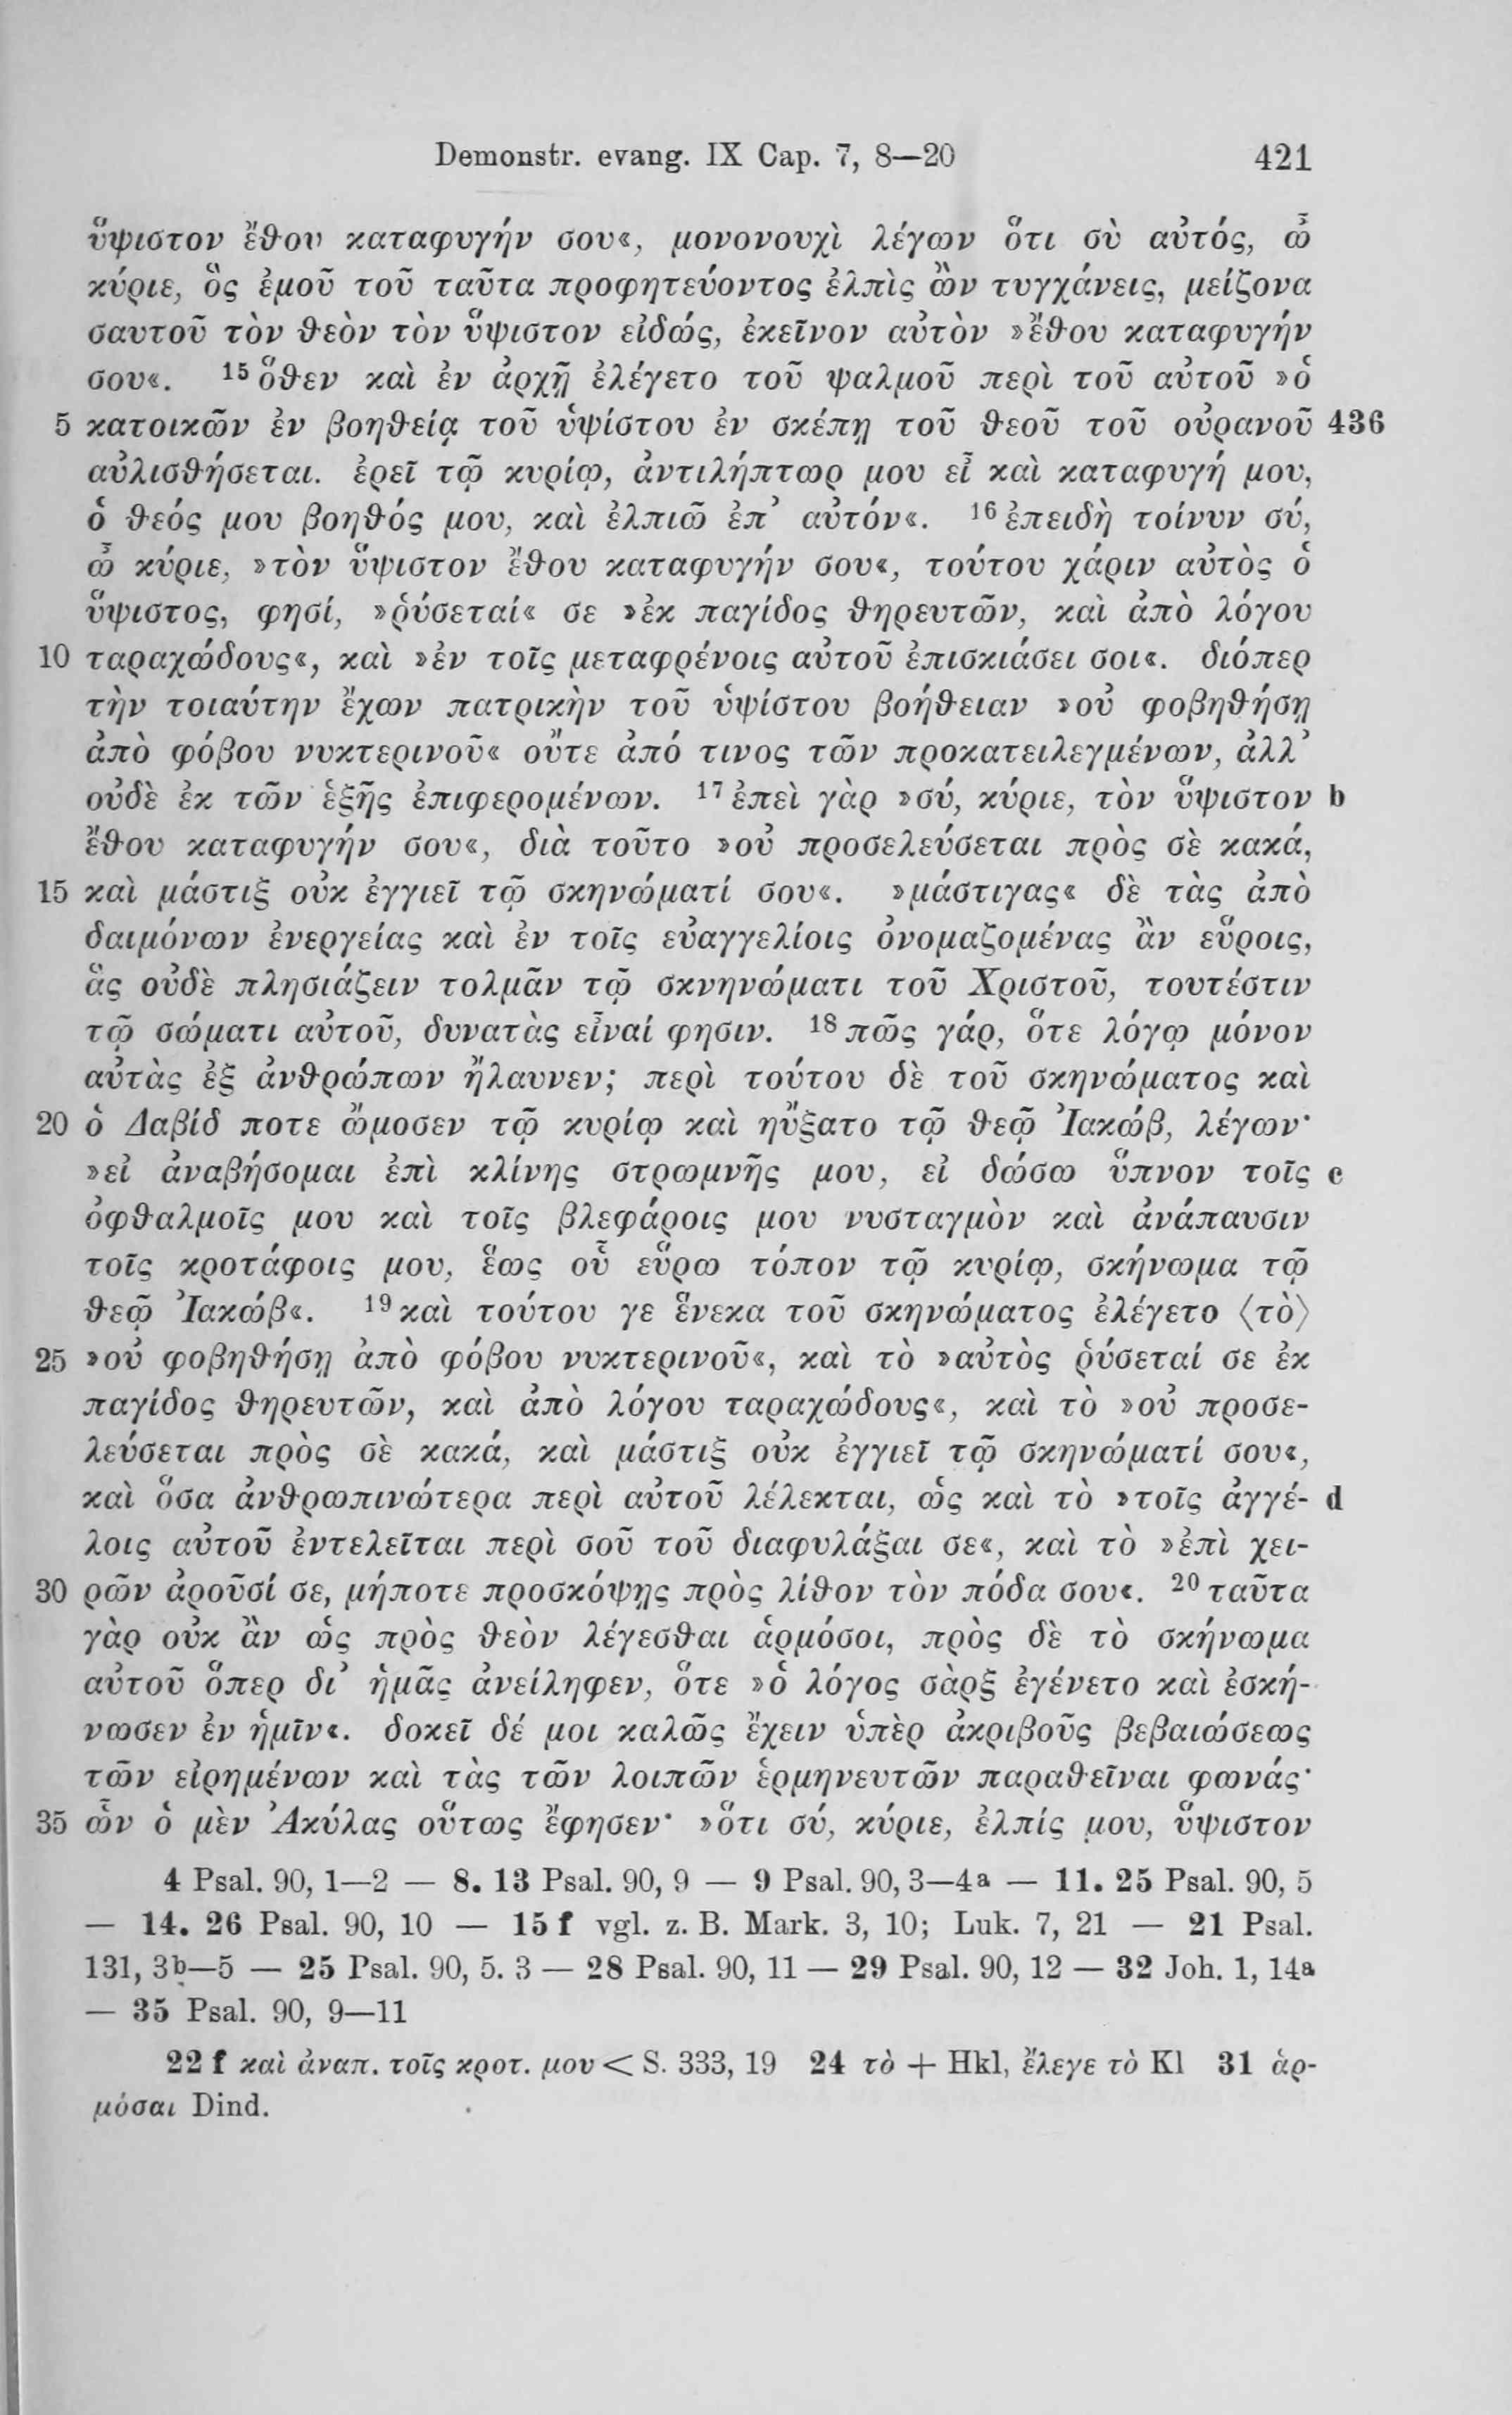 Demonstr. evang. IX Cap. 7, 8—20 421
ὕψιστον ἔθου καταφυγήν σου«, μονονουχὶ λέγων ὅτι σὺ αὐτός, ὦ
κύριε, ὃς ἐμοῦ τοῦ ταῦτα προφητεύοντος ἐλπὶς ὢν τυγχάνεις, μείζονα
σαυτοῦ τὸν θεὸν τὸν ὕψιστον εἰδώς, ἐκεῖνον αὐτὸν »ἔθου καταφυγήν
σου«. 15 ὅθεν καὶ ἐν ἀρχῇ ἐλέγετο τοῦ ψαλμοῦ περὶ τοῦ αὐτοῦ »ὁ
5 κατοικῶν ἐν βοηθείᾳ τοῦ ὑψίστου ἐν σκέπῃ τοῦ θεοῦ τοῦ οὐρανοῦ 436
αὐλισθήσεται. ἐρεῖ τῷ κυρίῳ, ἀντιλήπτωρ μου εἶ καὶ καταφυγή μου,
ὁ θεός μου βοηθός μου, καὶ ἐλπιῶ ἐπ’ αὐτόν«. 16 ἐπειδὴ τοίνυν σύ,
ὦ κύριε, »τὸν ὕψιστον ἔθου καταφυγήν σου«, τούτου χάριν αὐτὸς ὁ
ὕψιστος, φησί, »ῥύσεταί« σε »ἐκ παγίδος θηρευτῶν, καὶ ἀπὸ λόγου
10 ταραχώδους«, καὶ »ἐν τοῖς μεταφρένοις αὐτοῦ ἐπισκιάσει σοι«. διόπερ
τὴν τοιαύτην ἔχων πατρικὴν τοῦ ὑψίστου βοήθειαν »οὐ φοβηθήσῃ
ἀπὸ φόβου νυκτερινοῦ« οὔτε ἀπό τινος τῶν προκατειλεγμένων, ἀλλ’
οὐδὲ ἐκ τῶν ἑξῆς ἐπιφερομένων. 17 ἐπεὶ γὰρ »σύ, κύριε, τὸν ὕψιστον b
ἔθου καταφυγήν σου«, διὰ τοῦτο »οὐ προσελεύσεται πρὸς σὲ κακά,
15 καὶ μάστιξ οὐκ ἐγγιεῖ τῷ σκηνώματί σου«. »μάστιγας« δὲ τὰς ἀπὸ
δαιμόνων ἐνεργείας καὶ ἐν τοῖς εὐαγγελίοις ὀνομαζομένας ἂν εὕροις,
ἃς οὐδὲ πλησιάζειν τολμᾶν τῷ σκνηνώματι τοῦ Χριστοῦ, τουτέστιν
τῷ σώματι αὐτοῦ, δυνατὰς εἶναί φησιν. 18 πῶς γάρ, ὅτε λόγῳ μόνον
αὐτὰς ἐξ ἀνθρώπων ἤλαυνεν; περὶ τούτου δὲ τοῦ σκηνώματος καὶ
20 ὁ Δαβίδ ποτε ὤμοσεν τῷ κυρίῳ καὶ ηὔξατο τῷ θεῷ Ἰακώβ, λέγων·
»εἰ ἀναβήσομαι ἐπὶ κλίνης στρωμνῆς μου, εἰ δώσω ὕπνον τοῖς c
ὀφθαλμοῖς μου καὶ τοῖς βλεφάροις μου νυσταγμὸν καὶ ἀνάπαυσιν
τοῖς κροτάφοις μου, ἕως οὗ εὕρω τόπον τῷ κυρίῳ, σκήνωμα τῷ
θεῷ Ἰακώβ«. 19 καὶ τούτου γε ἕνεκα τοῦ σκηνώματος ἐλέγετο ⟨τὸ⟩
25 »οὐ φοβηθήσῃ ἀπὸ φόβου νυκτερινοῦ«, καὶ τὸ »αὐτὸς ῥύσεταί σε ἐκ
παγίδος θηρευτῶν, καὶ ἀπὸ λόγου ταραχώδους«, καὶ τὸ »οὐ προσε-
λεύσεται πρὸς σὲ κακά, καὶ μάστιξ οὐκ ἐγγιεῖ τῷ σκηνώματί σου«,
καὶ ὅσα ἀνθρωπινώτερα περὶ αὐτοῦ λέλεκται, ὡς καὶ τὸ »τοῖς ἀγγέ- d
λοις αὐτοῦ ἐντελεῖται περὶ σοῦ τοῦ διαφυλάξαι σε«, καὶ τὸ »ἐπὶ χει-
30 ρῶν ἀροῦσί σε, μήποτε προσκόψῃς πρὸς λίθον τὸν πόδα σου«. 20 ταῦτα
γὰρ οὐκ ἂν ὡς πρὸς θεὸν λέγεσθαι ἁρμόσοι, πρὸς δὲ τὸ σκήνωμα
αὐτοῦ ὅπερ δι’ ἡμᾶς ἀνείληφεν, ὅτε »ὁ λόγος σὰρξ ἐγένετο καὶ ἐσκή-
νωσεν ἐν ἡμῖν«. δοκεῖ δέ μοι καλῶς ἔχειν ὑπὲρ ἀκριβοῦς βεβαιώσεως
τῶν εἰρημένων καὶ τὰς τῶν λοιπῶν ἑρμηνευτῶν παραθεῖναι φωνάς·
35 ὧν ὁ μὲν Ἀκύλας οὕτως ἔφησεν· »ὅτι σύ, κύριε, ἐλπίς μου, ὕψιστον
4 Psal. 90, 1—2 — 8. 13 Psal. 90, 9 — 9 Psal. 90, 3—4a — 11. 25 Psal. 90, 5
— 14. 26 Psal. 90, 10 — 15 f vgl. z. B. Mark. 3, 10; Luk. 7, 21 — 21 Psal.
131, 3b—5 — 25 Psal. 90, 5. 3 — 28 Psal. 90, 11 — 29 Psal. 90, 12 — 32 Joh. 1, 14a
— 35 Psal. 90, 9—11
22 f καὶ ἀναπ. τοῖς κροτ. μου < S. 333, 19 24 τὸ + Hkl, ἔλεγε τὸ Kl 31 ἁρ-
μόσαι Dind.